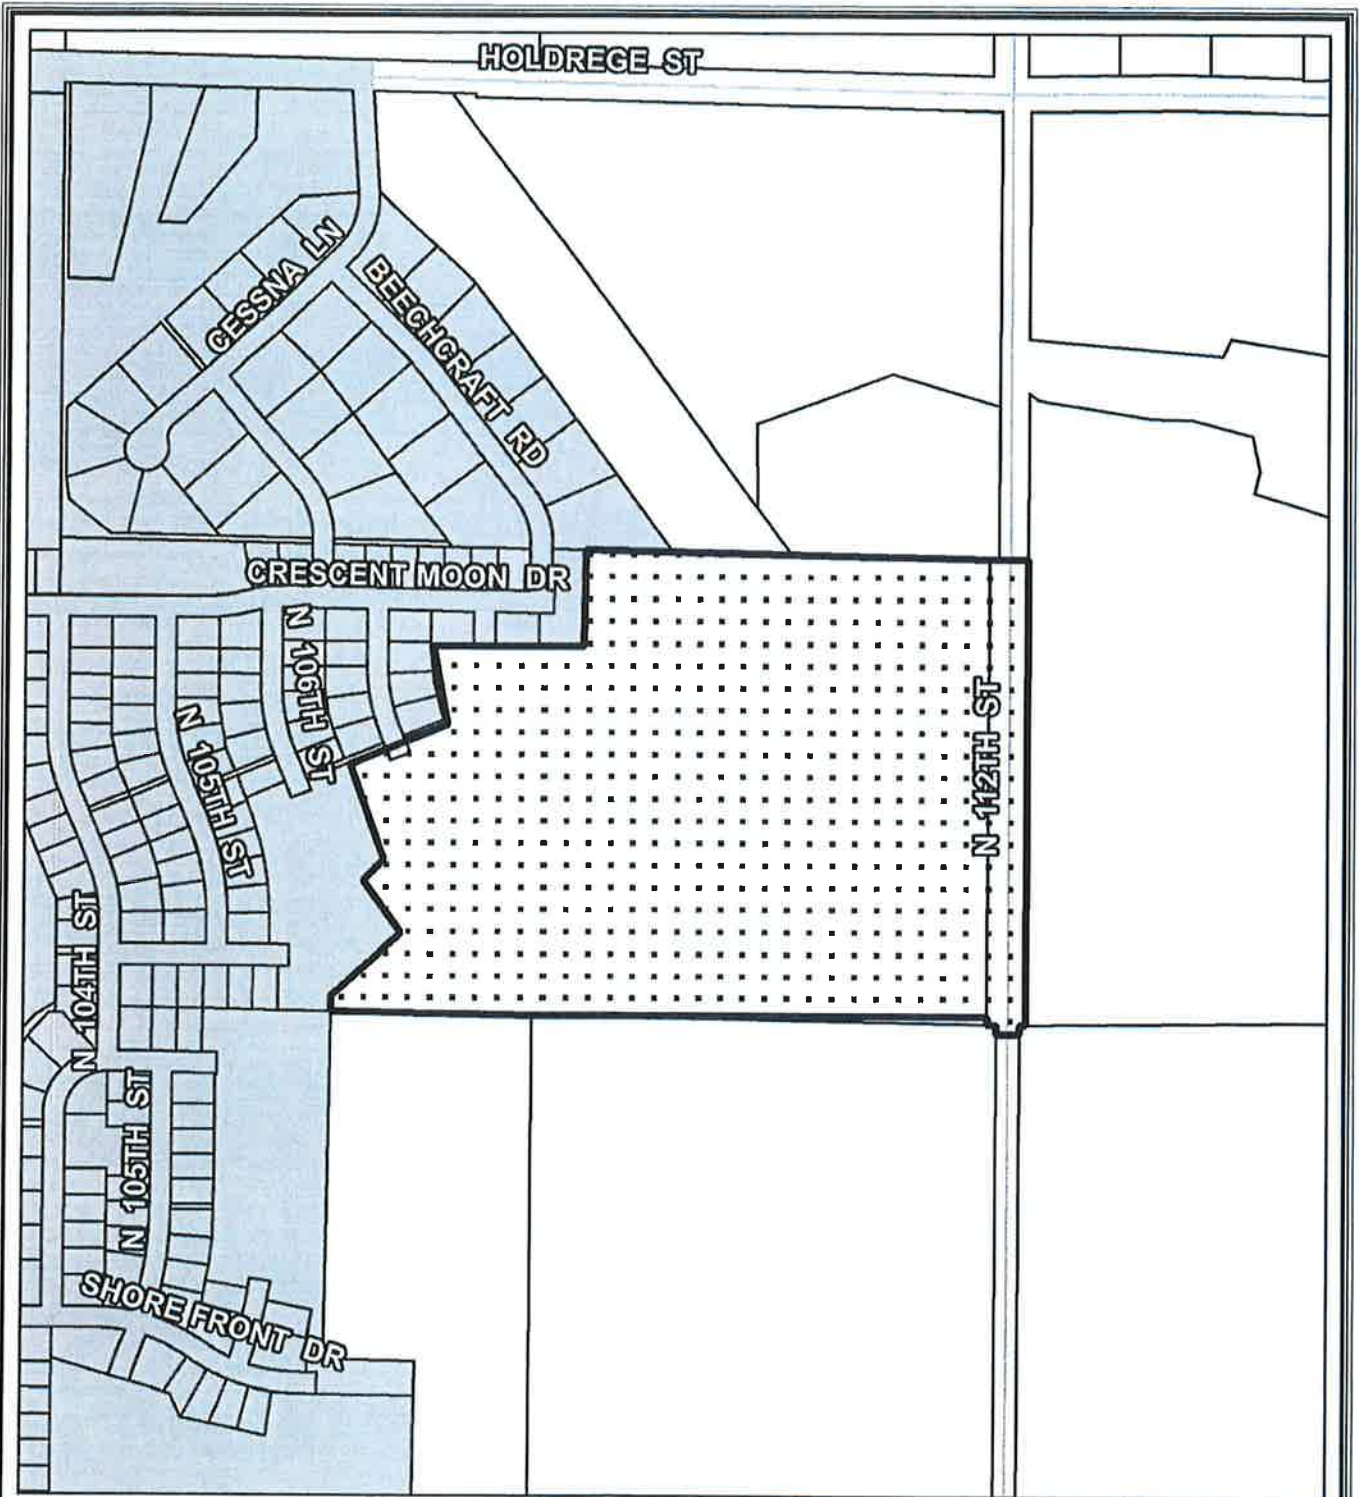 HOLDREGE ST
CESSNA LN
BEECHCRAFT RD
CRESCENT MOON DR
N 106TH ST
N 105TH ST
N 112TH ST
N 104TH ST
N 105TH ST
SHORE FRONT DR